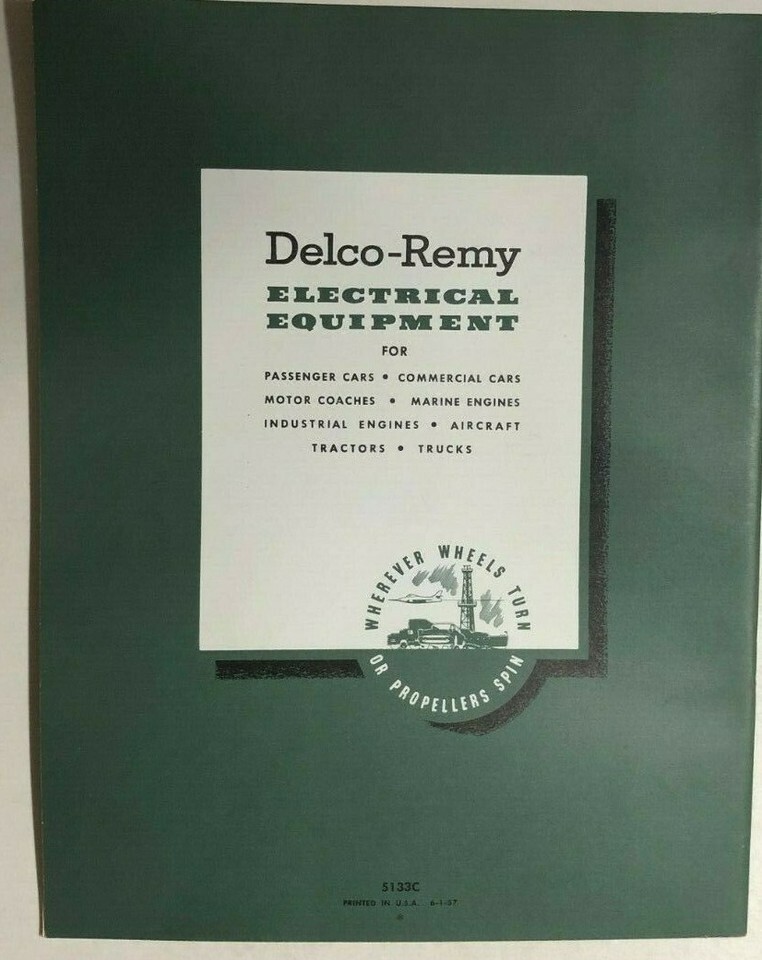 Delco-Remy
ELECTRICAL
EQUIPMENT
FOR
PASSENGER CARS • COMMERCIAL CARS
MOTOR COACHES • MARINE ENGINES
INDUSTRIAL ENGINES • AIRCRAFT
TRACTORS • TRUCKS
WHEREVER WHEELS TURN
OR PROPELLERS SPIN
5133C
PRINTED IN U.S.A. 6-1-57